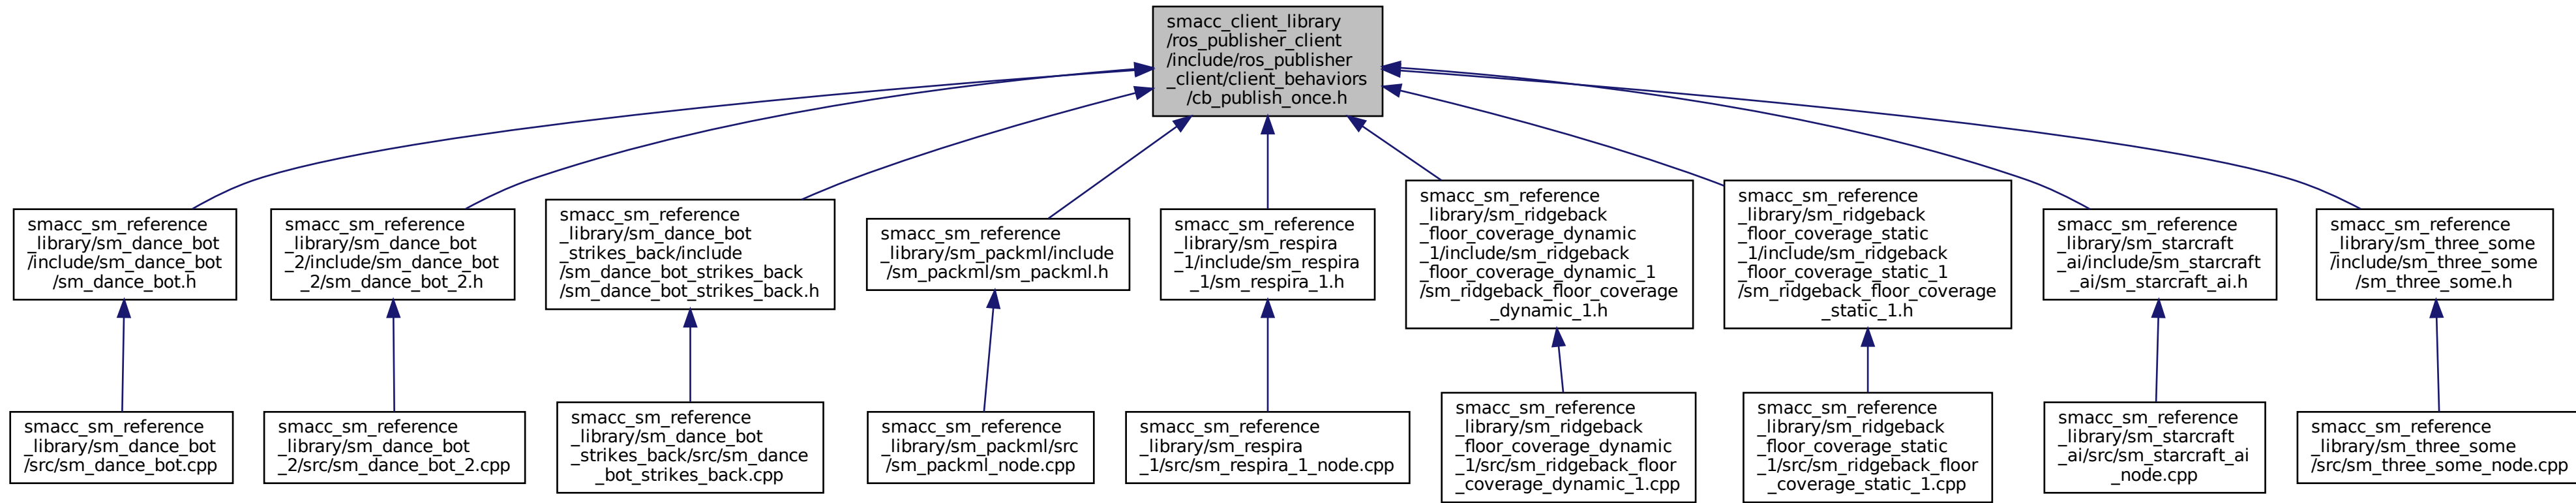 smacc_client_library
/ros_publisher_client
/include/ros_publisher
_client/client_behaviors
/cb_publish_once.h
smacc_sm_reference
_library/sm_dance_bot
/include/sm_dance_bot
/sm_dance_bot.h
smacc_sm_reference
_library/sm_dance_bot
_2/include/sm_dance_bot
_2/sm_dance_bot_2.h
smacc_sm_reference
_library/sm_dance_bot
_strikes_back/include
/sm_dance_bot_strikes_back
/sm_dance_bot_strikes_back.h
smacc_sm_reference
_library/sm_packml/include
/sm_packml/sm_packml.h
smacc_sm_reference
_library/sm_respira
_1/include/sm_respira
_1/sm_respira_1.h
smacc_sm_reference
_library/sm_ridgeback
_floor_coverage_dynamic
_1/include/sm_ridgeback
_floor_coverage_dynamic_1
/sm_ridgeback_floor_coverage
_dynamic_1.h
smacc_sm_reference
_library/sm_ridgeback
_floor_coverage_static
_1/include/sm_ridgeback
_floor_coverage_static_1
/sm_ridgeback_floor_coverage
_static_1.h
smacc_sm_reference
_library/sm_starcraft
_ai/include/sm_starcraft
_ai/sm_starcraft_ai.h
smacc_sm_reference
_library/sm_three_some
/include/sm_three_some
/sm_three_some.h
smacc_sm_reference
_library/sm_dance_bot
/src/sm_dance_bot.cpp
smacc_sm_reference
_library/sm_dance_bot
_2/src/sm_dance_bot_2.cpp
smacc_sm_reference
_library/sm_dance_bot
_strikes_back/src/sm_dance
_bot_strikes_back.cpp
smacc_sm_reference
_library/sm_packml/src
/sm_packml_node.cpp
smacc_sm_reference
_library/sm_respira
_1/src/sm_respira_1_node.cpp
smacc_sm_reference
_library/sm_ridgeback
_floor_coverage_dynamic
_1/src/sm_ridgeback_floor
_coverage_dynamic_1.cpp
smacc_sm_reference
_library/sm_ridgeback
_floor_coverage_static
_1/src/sm_ridgeback_floor
_coverage_static_1.cpp
smacc_sm_reference
_library/sm_starcraft
_ai/src/sm_starcraft_ai
_node.cpp
smacc_sm_reference
_library/sm_three_some
/src/sm_three_some_node.cpp